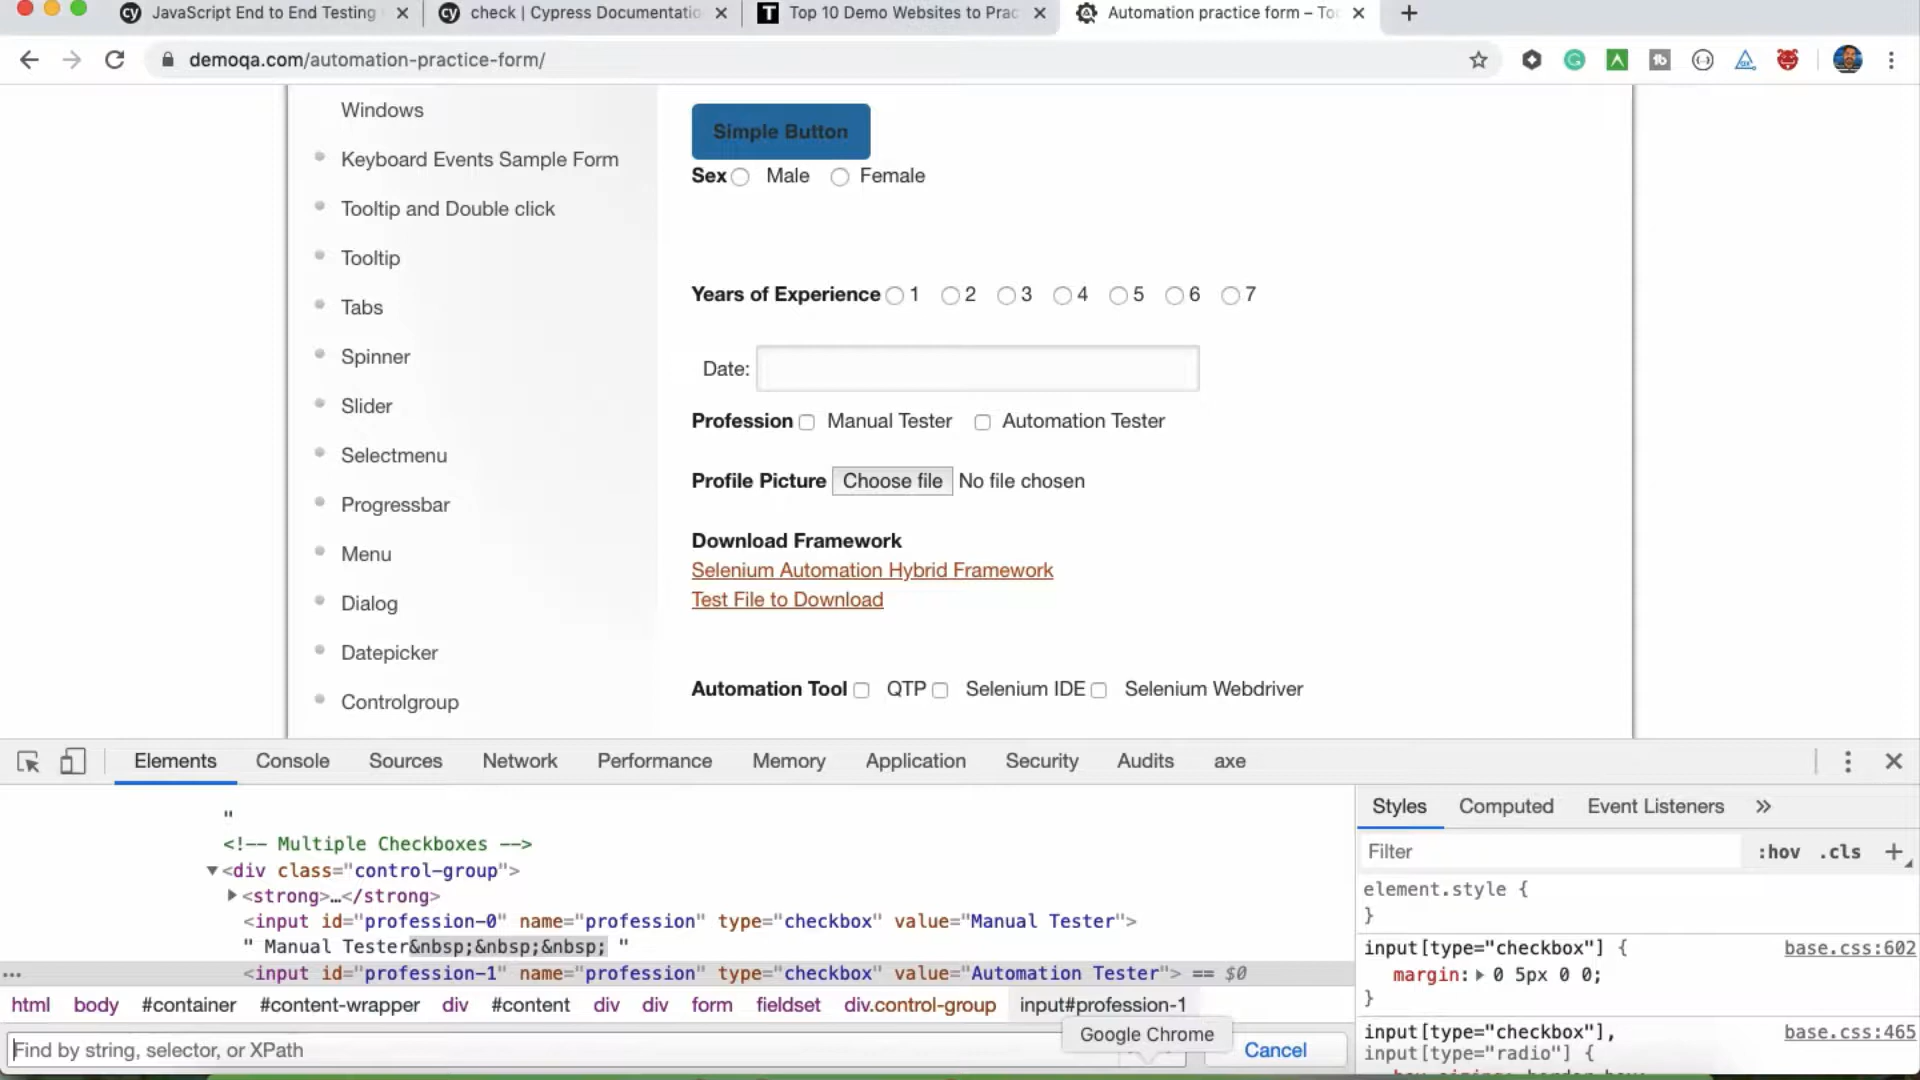 JavaScript End to End Testing
check | Cypress Documentatio
Top 10 Demo Websites to Prac
Automation practice form – Too
demoqa.com/automation-practice-form/
Windows
Keyboard Events Sample Form
Tooltip and Double click
Tooltip
Tabs
Spinner
Slider
Selectmenu
Progressbar
Menu
Dialog
Datepicker
Controlgroup
Simple Button
Sex Male Female
Years of Experience 1 2 3 4 5 6 7
Date:
Profession Manual Tester Automation Tester
Profile Picture Choose file No file chosen
Download Framework
Selenium Automation Hybrid Framework
Test File to Download
Automation Tool QTP Selenium IDE Selenium Webdriver
Elements Console Sources Network Performance Memory Application Security Audits axe
"
<!-- Multiple Checkboxes -->
▼<div class="control-group">
▶<strong>…</strong>
<input id="profession-0" name="profession" type="checkbox" value="Manual Tester">
" Manual Tester&nbsp;&nbsp;&nbsp; "
… <input id="profession-1" name="profession" type="checkbox" value="Automation Tester"> == $0
html body #container #content-wrapper div #content div div form fieldset div.control-group input#profession-1
Google Chrome
Find by string, selector, or XPath
Cancel
Styles Computed Event Listeners »
Filter :hov .cls +
element.style {
}
input[type="checkbox"] { base.css:602
margin: ▶ 0 5px 0 0;
}
input[type="checkbox"], base.css:465
input[type="radio"] {